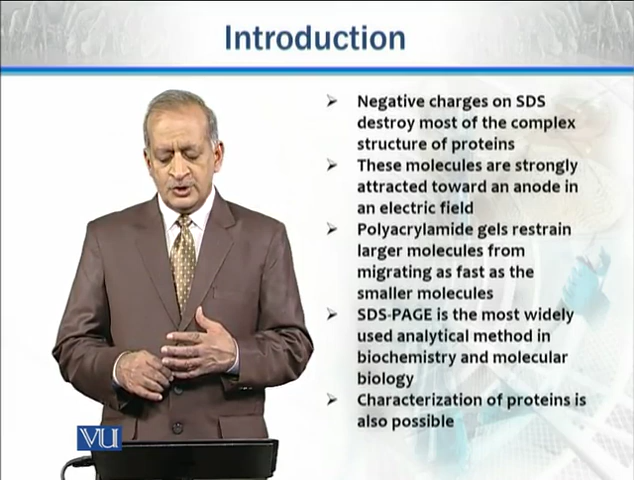 Introduction
Negative charges on SDS
destroy most of the complex
structure of proteins
These molecules are strongly
attracted toward an anode in
an electric field
Polyacrylamide gels restrain
larger molecules from
migrating as fast as the
smaller molecules
SDS-PAGE is the most widely
used analytical method in
biochemistry and molecular
biology
Characterization of proteins is
also possible
VU